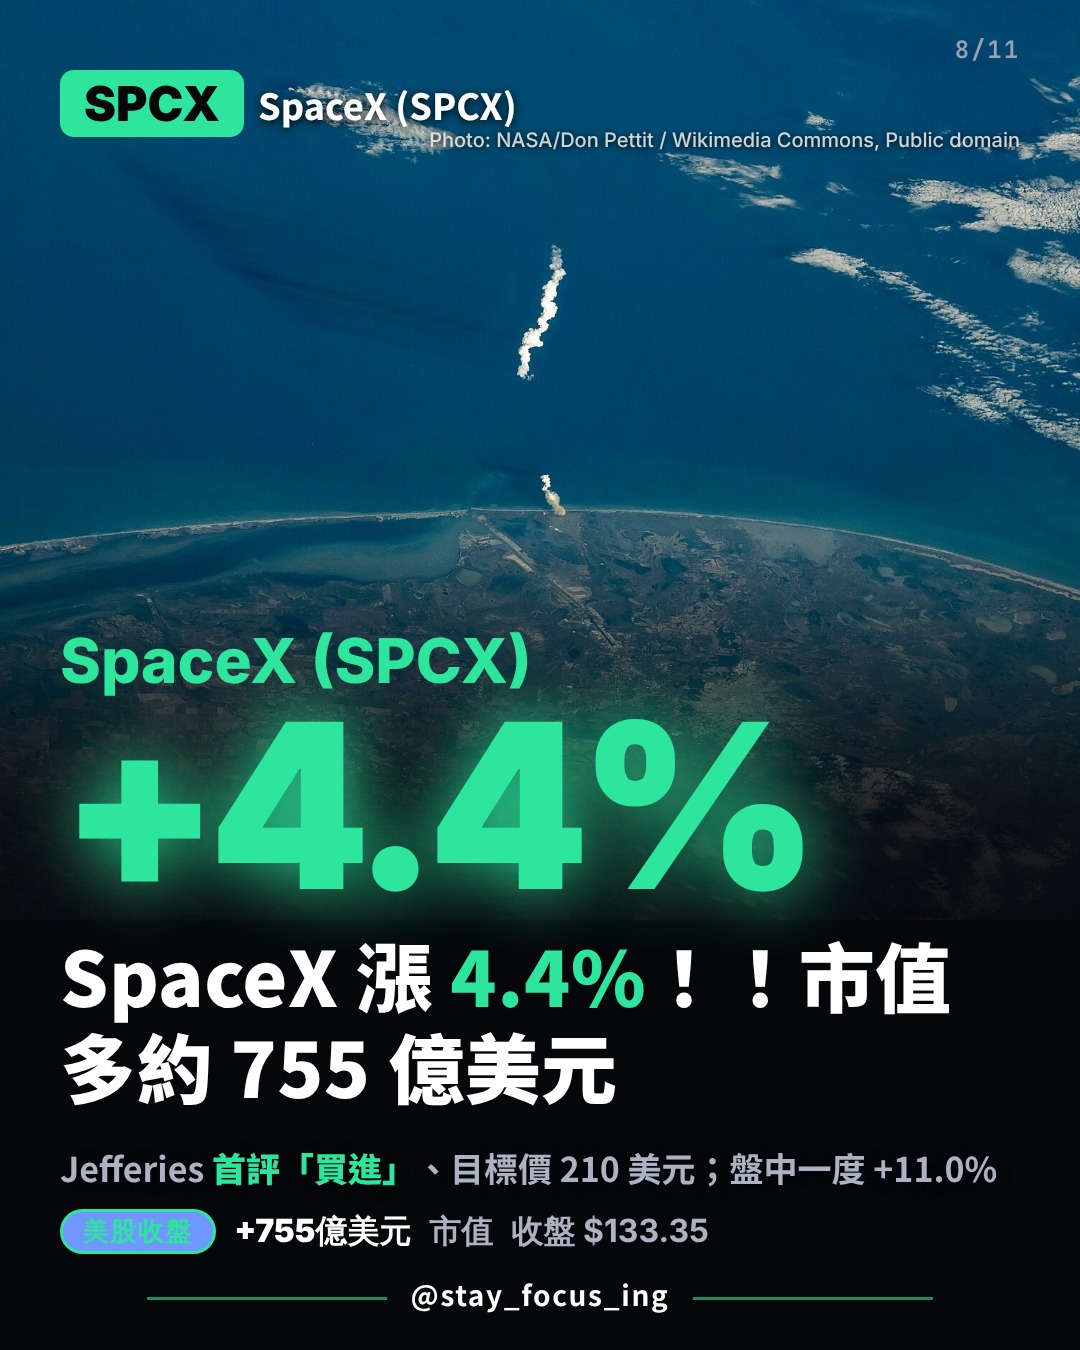 8/11
SPCX SpaceX (SPCX)
Photo: NASA/Don Pettit / Wikimedia Commons, Public domain
SpaceX (SPCX)
+4.4%
SpaceX 漲 4.4%！！市值
多約 755 億美元
Jefferies 首評「買進」、目標價 210 美元；盤中一度 +11.0%
美股收盤 +755億美元 市值 收盤 $133.35
@stay_focus_ing